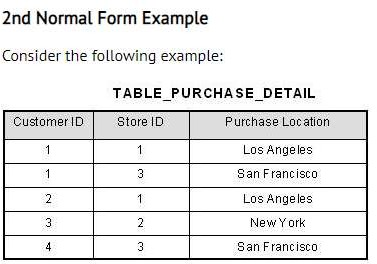 2nd Normal Form Example
Consider the following example:
TABLE_PURCHASE_DETAIL
Customer ID Store ID Purchase Location
1 1 Los Angeles
1 3 San Francisco
2 1 Los Angeles
3 2 New York
4 3 San Francisco